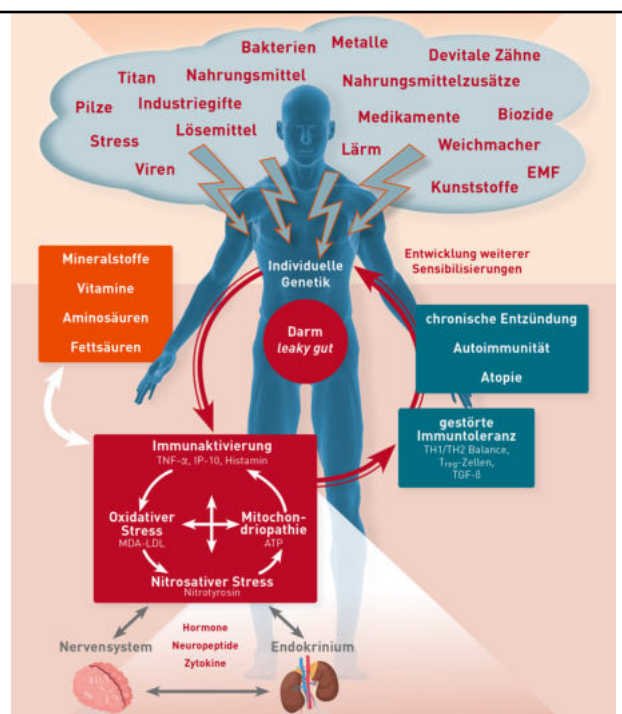 Bakterien
Metalle
Devitale Zähne
Titan
Nahrungsmittel
Nahrungsmittelzusätze
Pilze
Industriegifte
Medikamente
Biozide
Stress
Lösemittel
Lärm
Weichmacher
Viren
EMF
Kunststoffe
Mineralstoffe
Vitamine
Aminosäuren
Fettsäuren
Individuelle
Genetik
Darm
leaky gut
Entwicklung weiterer
Sensibilisierungen
chronische Entzündung
Autoimmunität
Atopie
gestörte
Immuntoleranz
TH1/TH2 Balance,
Treg-Zellen,
TGF-ß
Immunaktivierung
TNF-α, IP-10, Histamin
Oxidativer
Stress
MDA-LDL
Mitochon-
driopathie
ATP
Nitrosativer Stress
Nitrotyrosin
Nervensystem
Hormone
Neuropeptide
Zytokine
Endokrinium